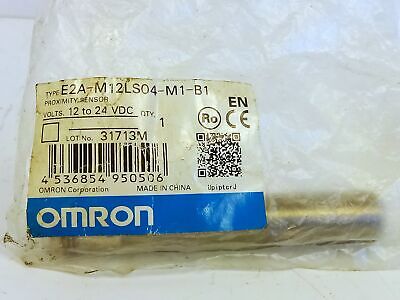 TYPE E2A-M12LS04-M1-B1
PROXIMITY SENSOR
VOLTS. 12 to 24 VDC QTY.
1
EN
Ro
LOT No. 31713M
4 536854 950506
OMRON Corporation MADE IN CHINA
OMRON